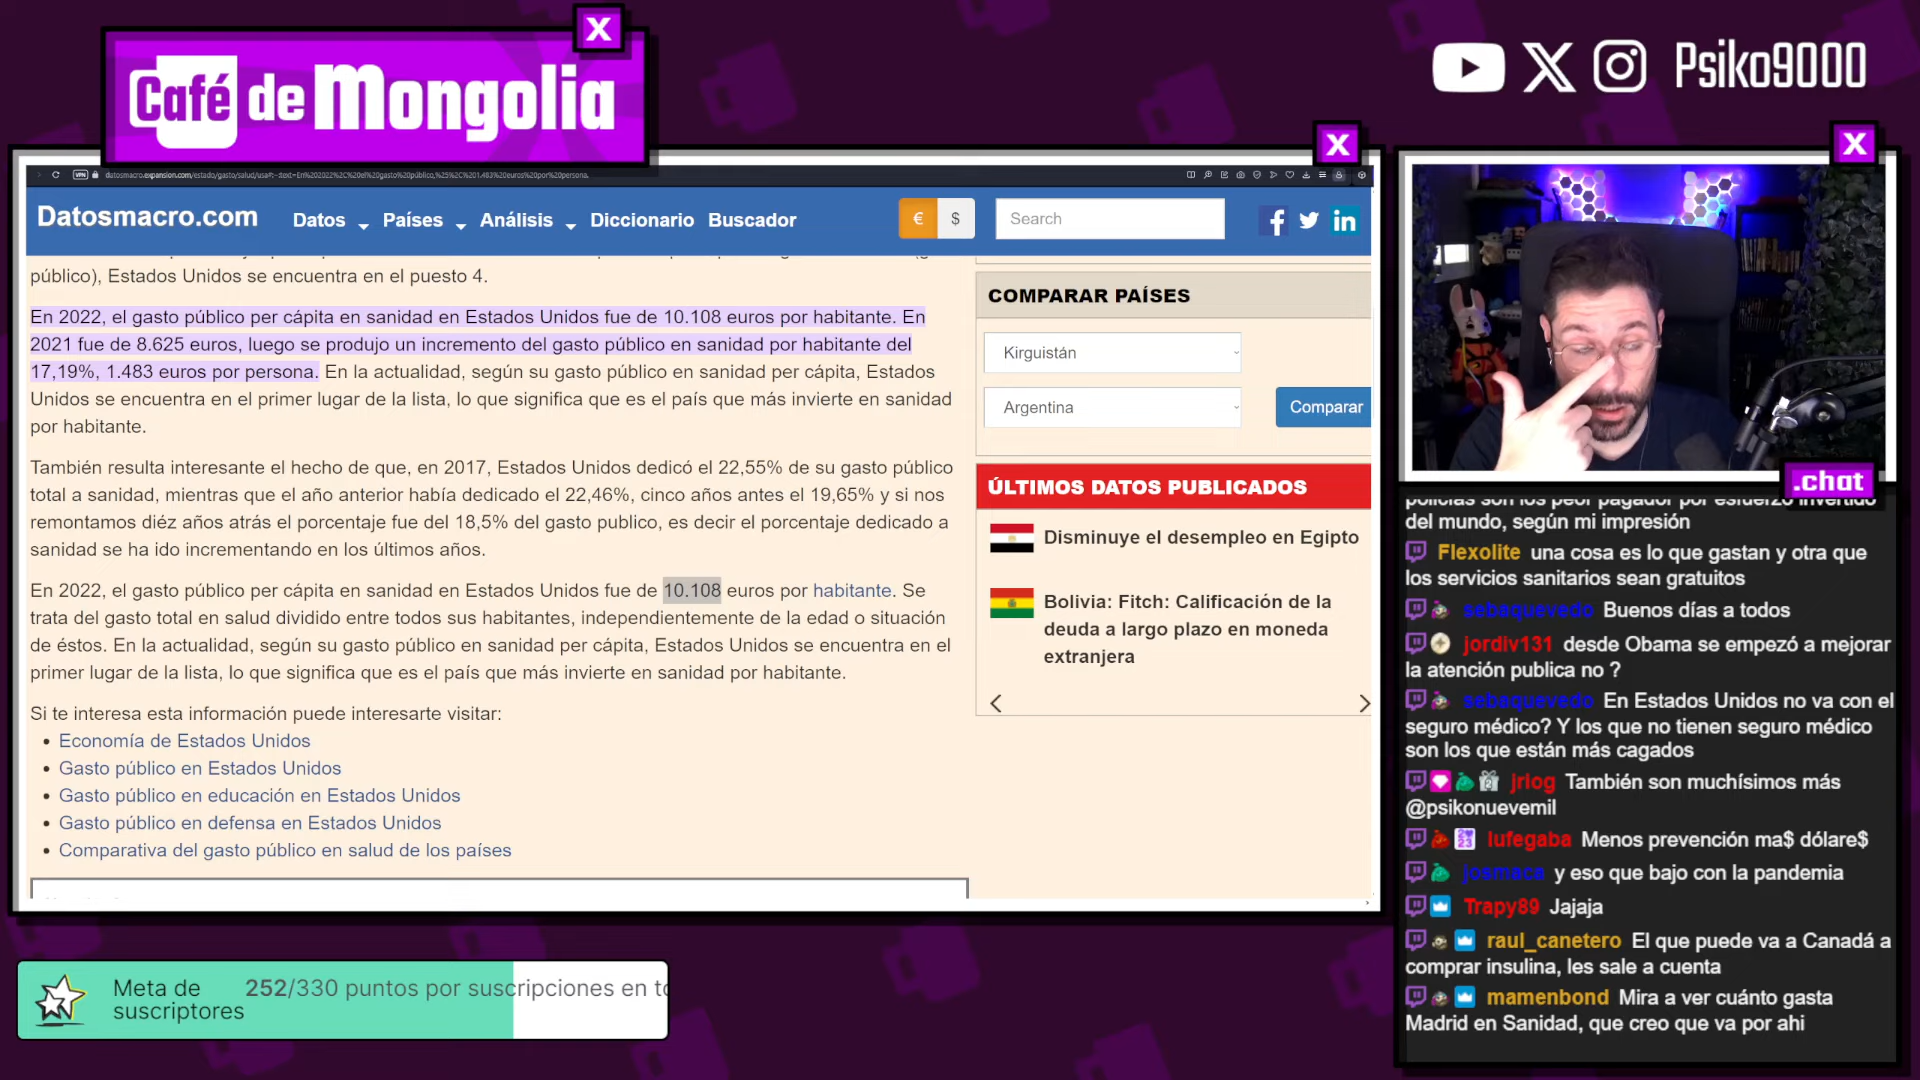 X
Café de Mongolia
Psiko9000
X
X
datosmacro.expansion.com/estado/gasto/salud/usa
Datosmacro.com
Datos
Países
Análisis
Diccionario
Buscador
€
$
Search
público), Estados Unidos se encuentra en el puesto 4.
En 2022, el gasto público per cápita en sanidad en Estados Unidos fue de 10.108 euros por habitante. En
2021 fue de 8.625 euros, luego se produjo un incremento del gasto público en sanidad por habitante del
17,19%, 1.483 euros por persona. En la actualidad, según su gasto público en sanidad per cápita, Estados
Unidos se encuentra en el primer lugar de la lista, lo que significa que es el país que más invierte en sanidad
por habitante.
También resulta interesante el hecho de que, en 2017, Estados Unidos dedicó el 22,55% de su gasto público
total a sanidad, mientras que el año anterior había dedicado el 22,46%, cinco años antes el 19,65% y si nos
remontamos diéz años atrás el porcentaje fue del 18,5% del gasto publico, es decir el porcentaje dedicado a
sanidad se ha ido incrementando en los últimos años.
En 2022, el gasto público per cápita en sanidad en Estados Unidos fue de 10.108 euros por habitante. Se
trata del gasto total en salud dividido entre todos sus habitantes, independientemente de la edad o situación
de éstos. En la actualidad, según su gasto público en sanidad per cápita, Estados Unidos se encuentra en el
primer lugar de la lista, lo que significa que es el país que más invierte en sanidad por habitante.
Si te interesa esta información puede interesarte visitar:
Economía de Estados Unidos
Gasto público en Estados Unidos
Gasto público en educación en Estados Unidos
Gasto público en defensa en Estados Unidos
Comparativa del gasto público en salud de los países
COMPARAR PAÍSES
Kirguistán
Argentina
Comparar
ÚLTIMOS DATOS PUBLICADOS
Disminuye el desempleo en Egipto
Bolivia: Fitch: Calificación de la
deuda a largo plazo en moneda
extranjera
.chat
policías son los peor pagador por esfuerzo invertido
del mundo, según mi impresión
Flexolite una cosa es lo que gastan y otra que
los servicios sanitarios sean gratuitos
sebaquevedo Buenos días a todos
jordiv131 desde Obama se empezó a mejorar
la atención publica no ?
sebaquevedo En Estados Unidos no va con el
seguro médico? Y los que no tienen seguro médico
son los que están más cagados
jrlog También son muchísimos más
@psikonuevemil
lufegaba Menos prevención ma$ dólare$
josmaca y eso que bajo con la pandemia
Trapy89 Jajaja
raul_canetero El que puede va a Canadá a
comprar insulina, les sale a cuenta
mamenbond Mira a ver cuánto gasta
Madrid en Sanidad, que creo que va por ahi
Meta de
suscriptores
252/330 puntos por suscripciones en to